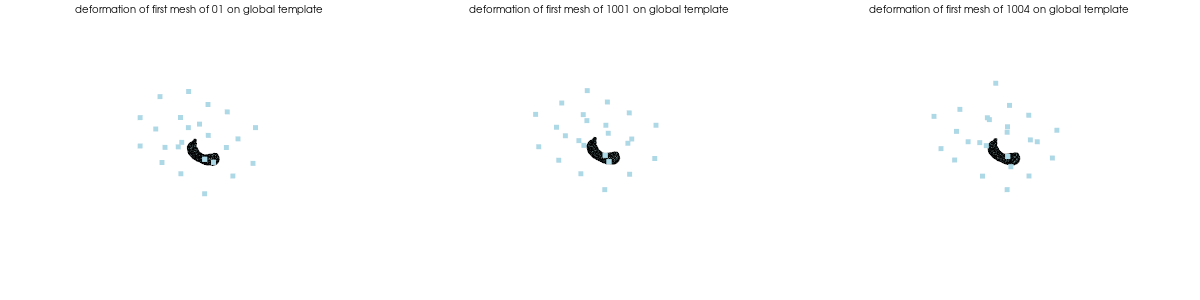 deformation of first mesh of 01 on global template
deformation of first mesh of 1001 on global template
deformation of first mesh of 1004 on global template